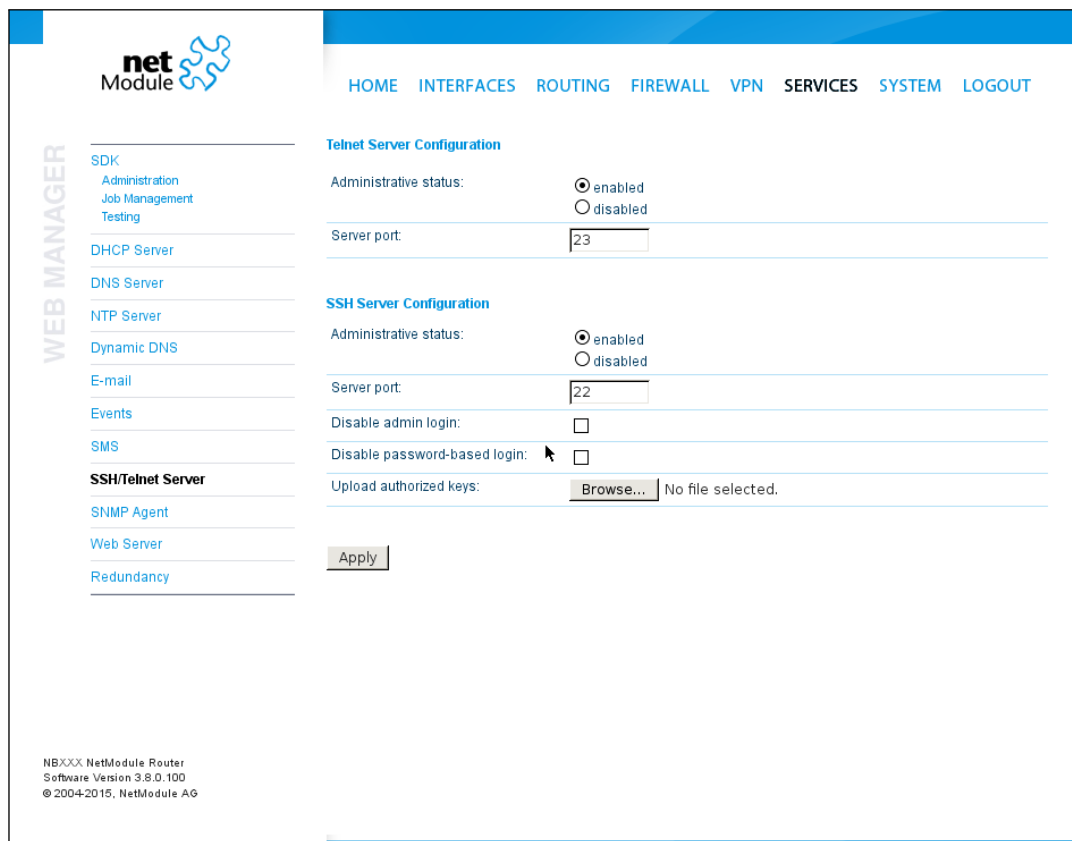 net
Module
HOME INTERFACES ROUTING FIREWALL VPN SERVICES SYSTEM LOGOUT
WEB MANAGER
SDK
Administration
Job Management
Testing
DHCP Server
DNS Server
NTP Server
Dynamic DNS
E-mail
Events
SMS
SSH/Telnet Server
SNMP Agent
Web Server
Redundancy
Telnet Server Configuration
Administrative status:
enabled
disabled
Server port:
23
SSH Server Configuration
Administrative status:
enabled
disabled
Server port:
22
Disable admin login:
Disable password-based login:
Upload authorized keys:
Browse... No file selected.
Apply
NBXXX NetModule Router
Software Version 3.8.0.100
© 2004-2015, NetModule AG